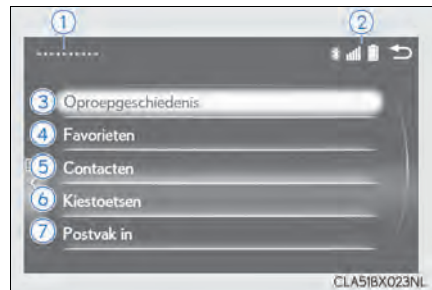 1
2
----------
3 Oproepgeschiedenis
4 Favorieten
5 Contacten
6 Kiestoetsen
7 Postvak in
CLA51BX023NL